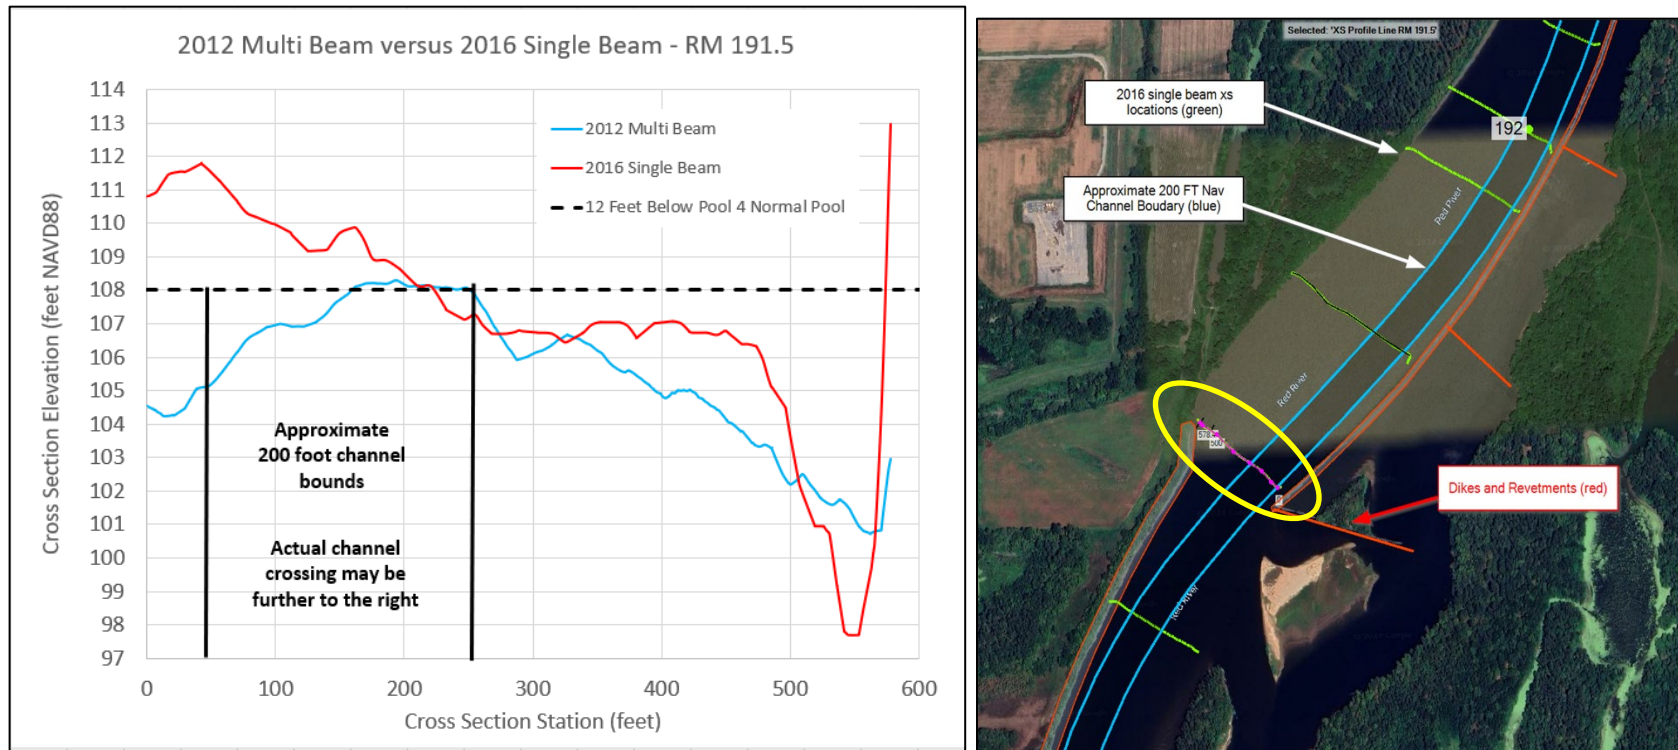 2012 Multi Beam versus 2016 Single Beam - RM 191.5
114
113
112
111
110
109
108
107
106
105
104
103
102
101
100
99
98
97
Cross Section Elevation (feet NAVD88)
2012 Multi Beam
2016 Single Beam
12 Feet Below Pool 4 Normal Pool
Approximate
200 foot channel
bounds
Actual channel
crossing may be
further to the right
0
100
200
300
400
500
600
Cross Section Station (feet)
Selected: 'XS Profile Line RM 191.5'
2016 single beam xs
locations (green)
192
Approximate 200 FT Nav
Channel Boudary (blue)
Red River
Red River
500
0
Dikes and Revetments (red)
Red River